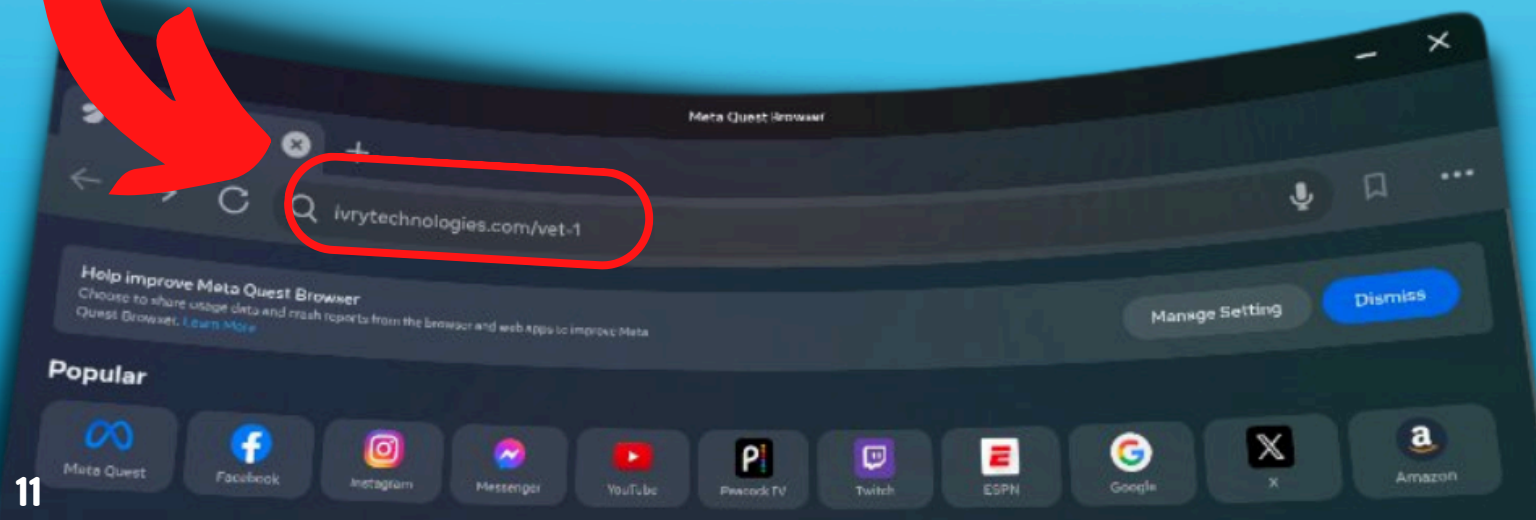 Meta Quest Browser
ivrytechnologies.com/vet-1
Help improve Meta Quest Browser
Choose to share usage data and crash reports from the browser and web apps to improve Meta
Quest Browser. Learn More
Manage Setting
Dismiss
Popular
P
a
Meta Quest
Facebook
Instagram
Messenger
YouTube
Peacock TV
Twitch
ESPN
Google
X
Amazon
11